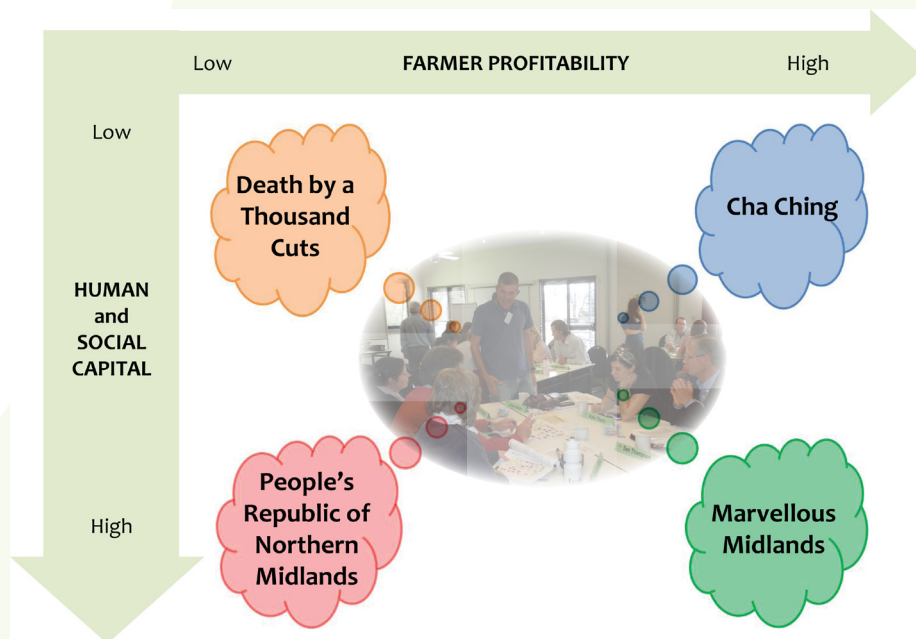 Low
FARMER PROFITABILITY
High
Low
HUMAN
and
SOCIAL
CAPITAL
High
Death by a
Thousand
Cuts
Cha Ching
People’s
Republic of
Northern
Midlands
Marvellous
Midlands